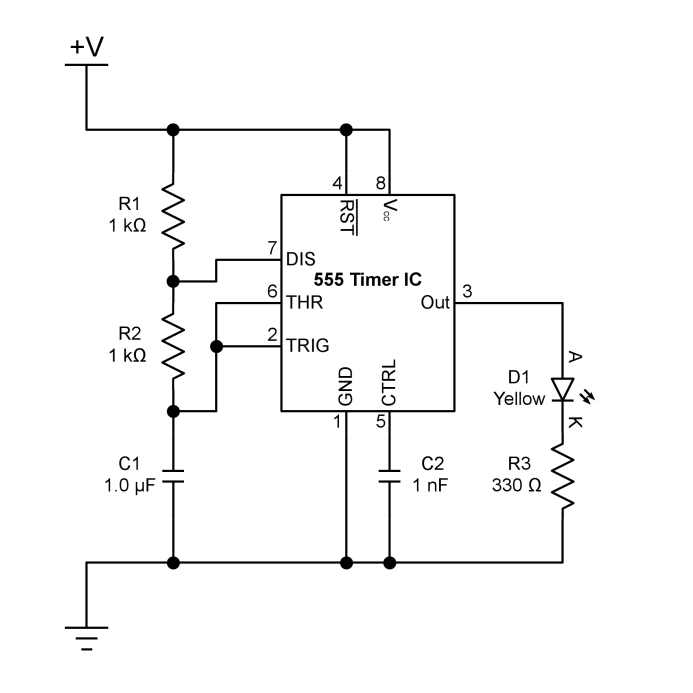 +V
4
8
R1
1 kΩ
RST
Vcc
7
DIS
555 Timer IC
6
THR
Out
3
R2
1 kΩ
2
TRIG
A
D1
Yellow
K
GND
CTRL
1
5
C1
1.0 µF
C2
1 nF
R3
330 Ω